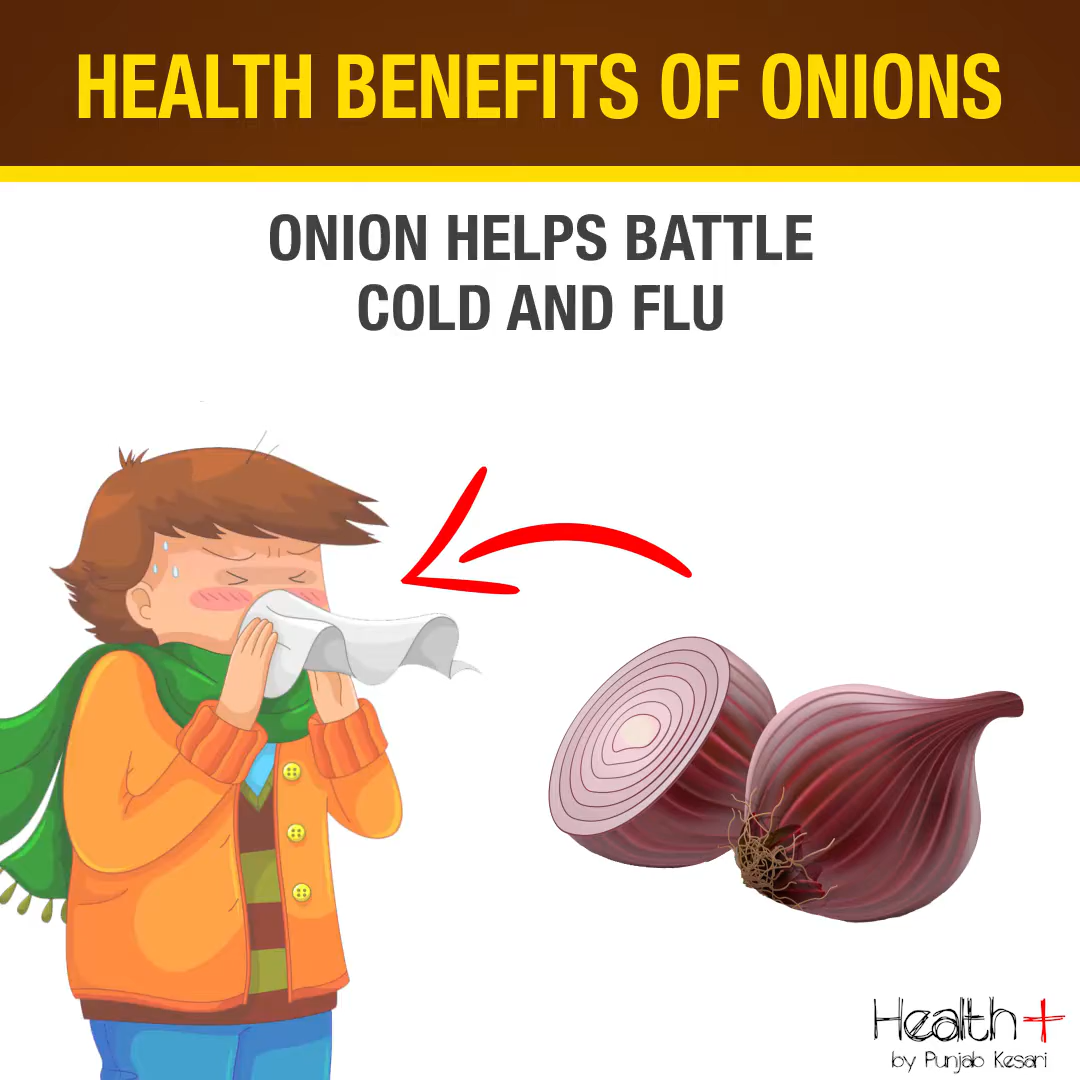 HEALTH BENEFITS OF ONIONS
ONION HELPS BATTLE
COLD AND FLU
Health+
by Punjab Kesari